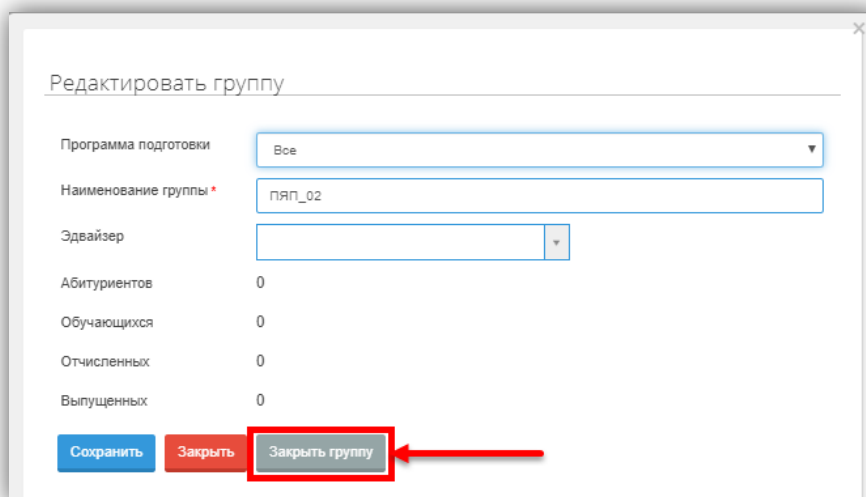 ×
Редактировать группу
Программа подготовки Все
Наименование группы * ПЯП_02
Эдвайзер
Абитуриентов 0
Обучающихся 0
Отчисленных 0
Выпущенных 0
Сохранить Закрыть Закрыть группу